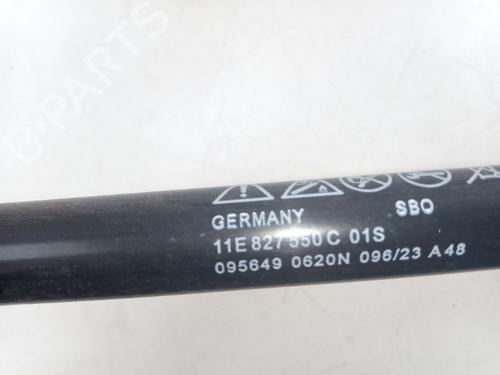 B-PARTS
GERMANY SBO
11E 827 550 C 01S
095649 0620N 096/23 A48